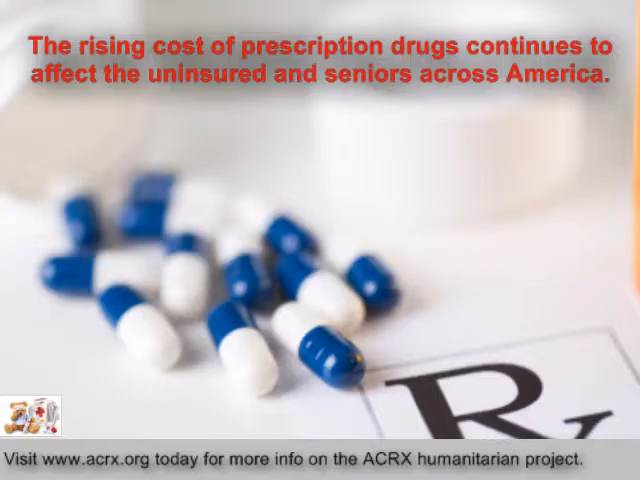 The rising cost of prescription drugs continues to
affect the uninsured and seniors across America.
Rx
Visit www.acrx.org today for more info on the ACRX humanitarian project.